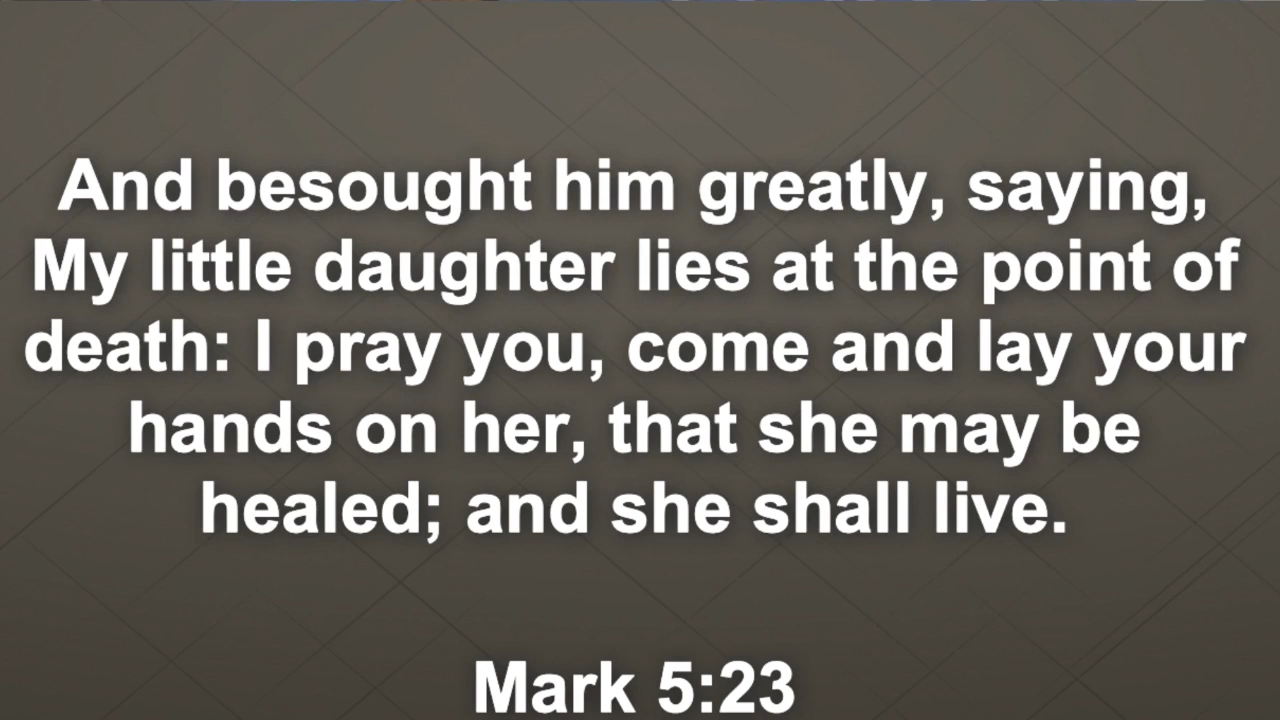 And besought him greatly, saying,
My little daughter lies at the point of
death: I pray you, come and lay your
hands on her, that she may be
healed; and she shall live.
Mark 5:23